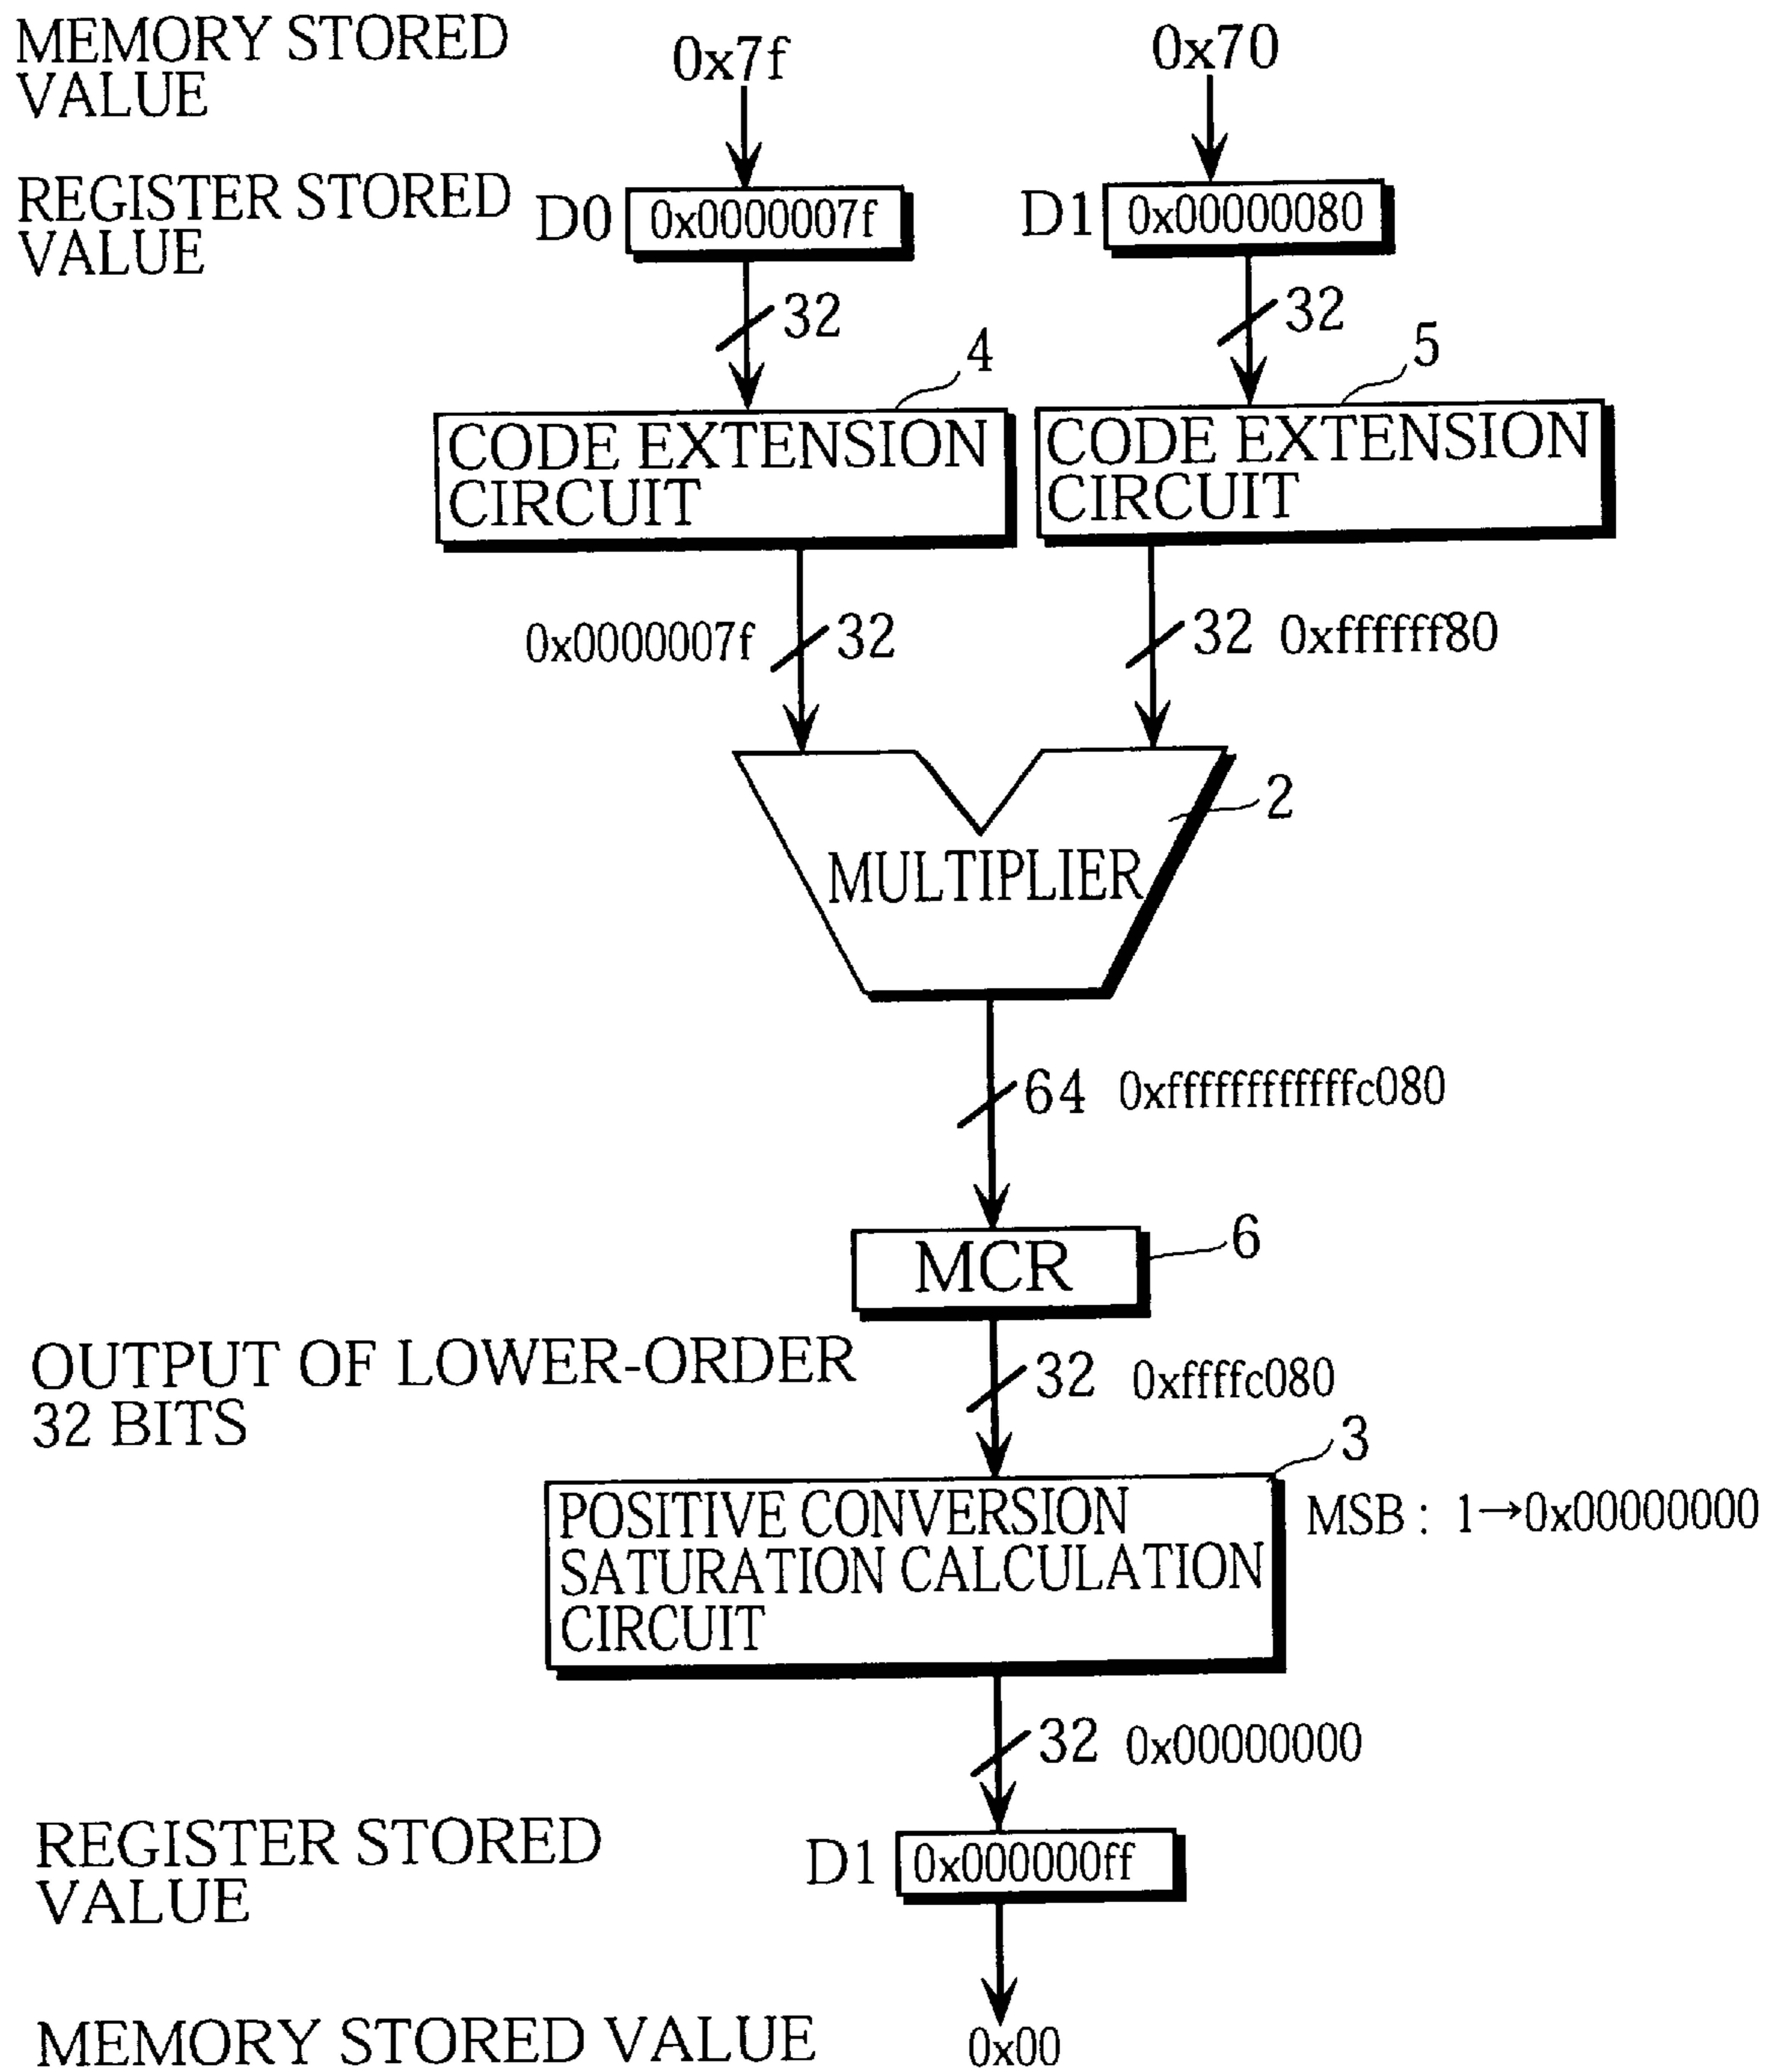 MEMORY STORED
VALUE
0x7f
0x70
REGISTER STORED
VALUE
D0
0x0000007f
D1
0x00000080
32
32
4
5
CODE EXTENSION
CIRCUIT
CODE EXTENSION
CIRCUIT
0x0000007f
32
32
0xffffff80
2
MULTIPLIER
64
0xffffffffffffc080
MCR
6
OUTPUT OF LOWER-ORDER
32 BITS
32
0xffffc080
3
POSITIVE CONVERSION
SATURATION CALCULATION
CIRCUIT
MSB : 1→0x00000000
32
0x00000000
REGISTER STORED
VALUE
D1
0x000000ff
MEMORY STORED VALUE
0x00